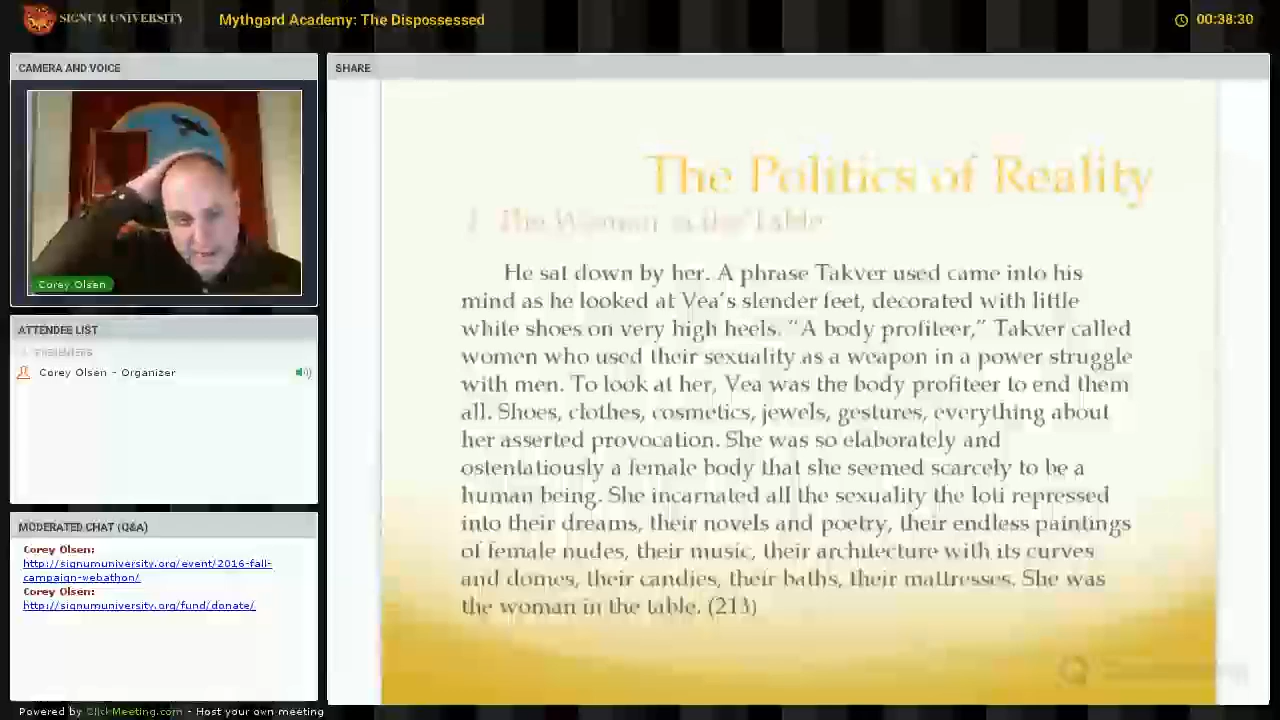 SIGNUM UNIVERSITY
Mythgard Academy: The Dispossessed
00:38:30
CAMERA AND VOICE
Corey Olsen
ATTENDEE LIST
PRESENTERS
Corey Olsen - Organizer
MODERATED CHAT (Q&A)
Corey Olsen:
http://signumuniversity.org/event/2016-fall-
campaign-webathon/
Corey Olsen:
http://signumuniversity.org/fund/donate/
SHARE
The Politics of Reality
The Woman in the Table
He sat down by her. A phrase Takver used came into his
mind as he looked at Vea's slender feet, decorated with little
white shoes on very high heels. "A body profiteer," Takver called
women who used their sexuality as a weapon in a power struggle
with men. To look at her, Vea was the body profiteer to end them
all. Shoes, clothes, cosmetics, jewels, gestures, everything about
her asserted provocation. She was so elaborately and
ostentatiously a female body that she seemed scarcely to be a
human being. She incarnated all the sexuality the Ioti repressed
into their dreams, their novels and poetry, their endless paintings
of female nudes, their music, their architecture with its curves
and domes, their candies, their baths, their mattresses. She was
the woman in the table. (213)
Powered by ClickMeeting.com - Host your own meeting